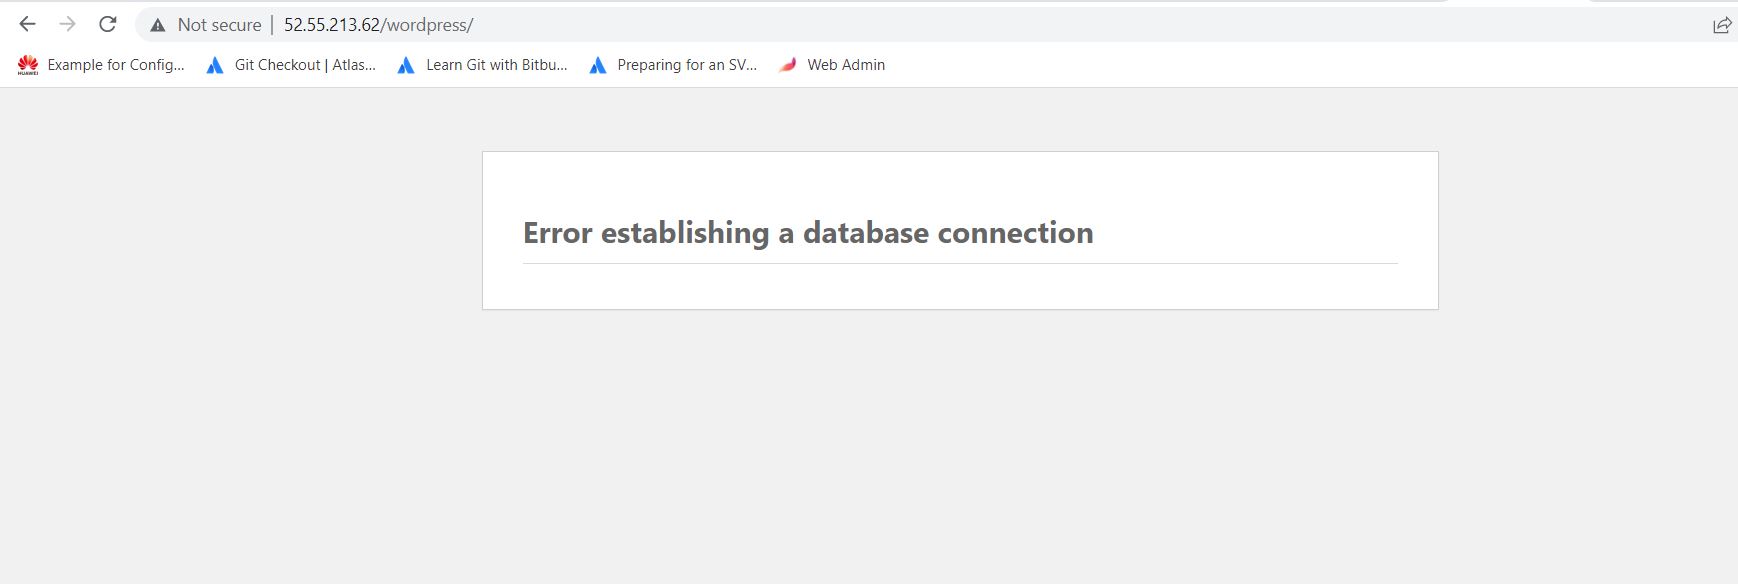 Not secure | 52.55.213.62/wordpress/
HUAWEI Example for Config... Git Checkout | Atlas... Learn Git with Bitbu... Preparing for an SV... Web Admin
Error establishing a database connection